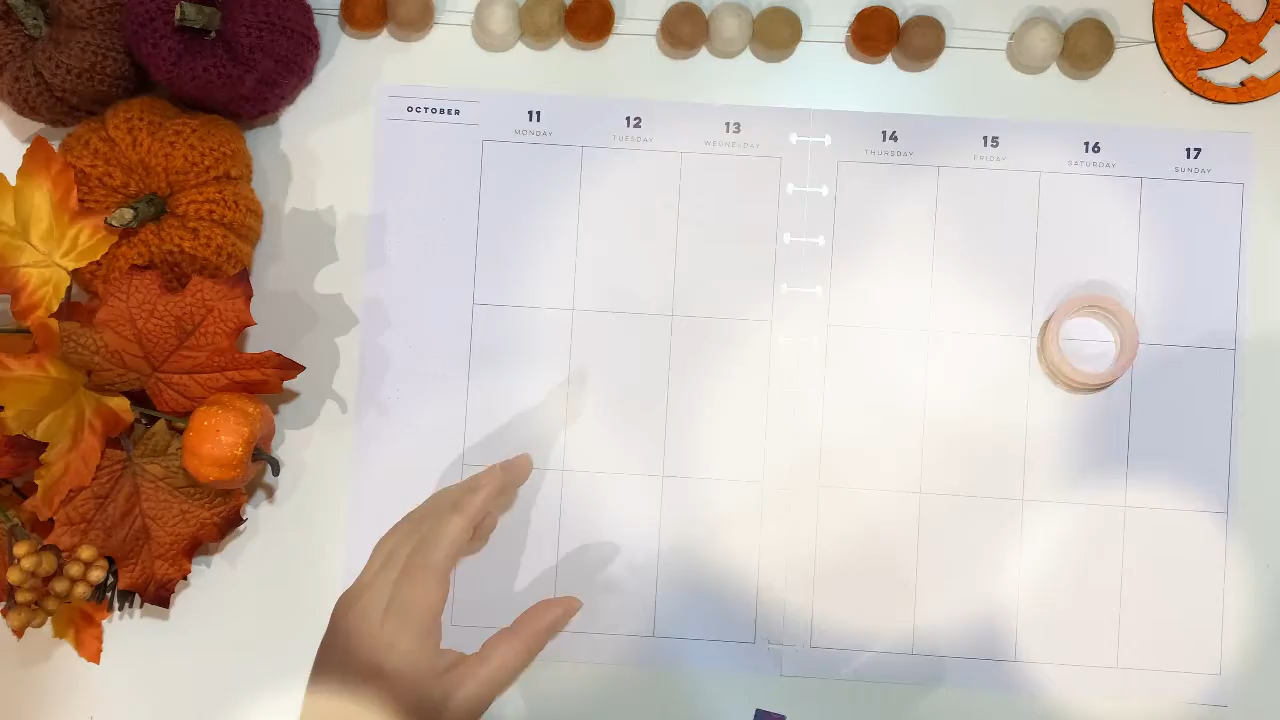 OCTOBER
11
MONDAY
12
TUESDAY
13
WEDNESDAY
14
THURSDAY
15
FRIDAY
16
SATURDAY
17
SUNDAY